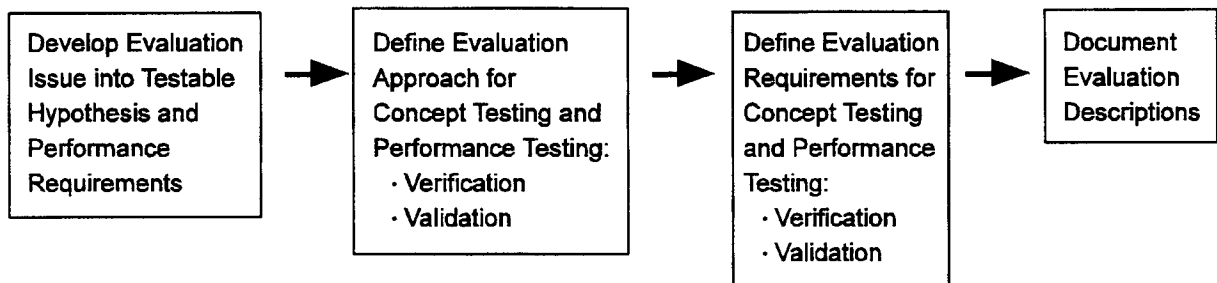 Develop Evaluation
Issue into Testable
Hypothesis and
Performance
Requirements
Define Evaluation
Approach for
Concept Testing and
Performance Testing:
· Verification
· Validation
Define Evaluation
Requirements for
Concept Testing
and Performance
Testing:
· Verification
· Validation
Document
Evaluation
Descriptions